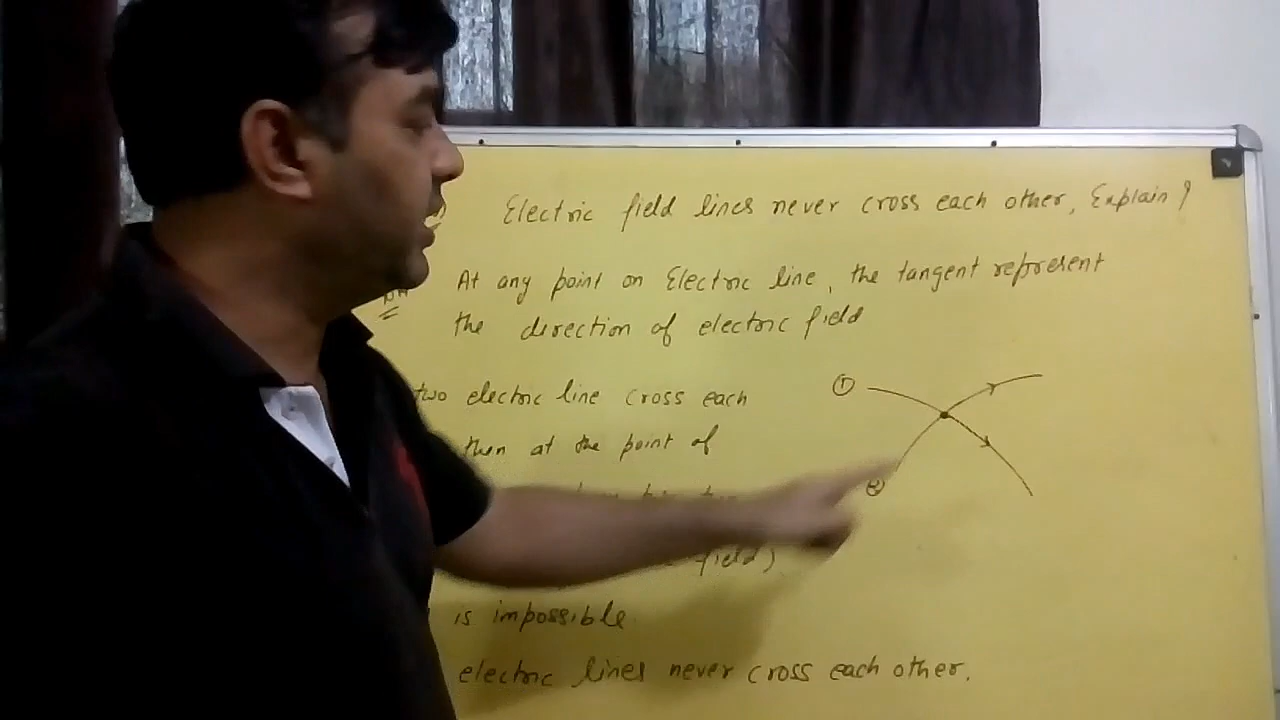 Electric field lines never cross each other, Explain?
At any point on Electric line, the tangent represent
the direction of electric field
two electric line cross each
then at the point of
field)
is impossible.
electric lines never cross each other.
①
②